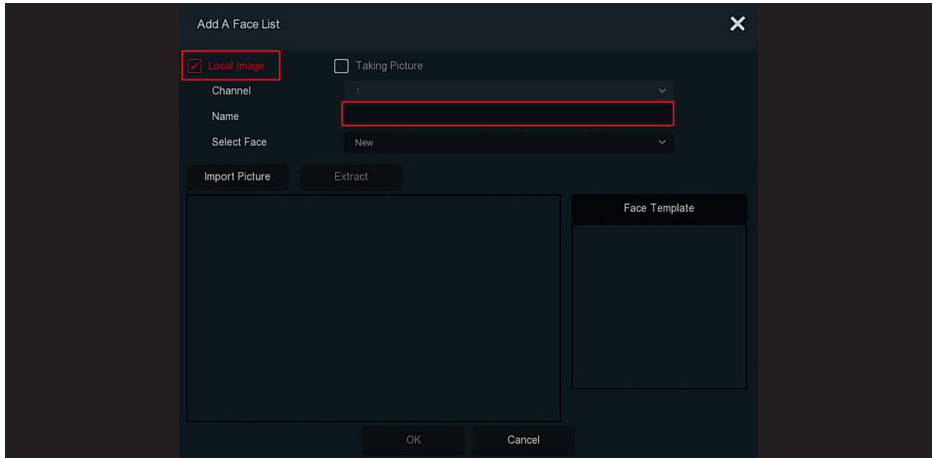 Add A Face List
Local Image
Taking Picture
Channel
1
Name
Select Face
New
Import Picture
Extract
Face Template
OK
Cancel